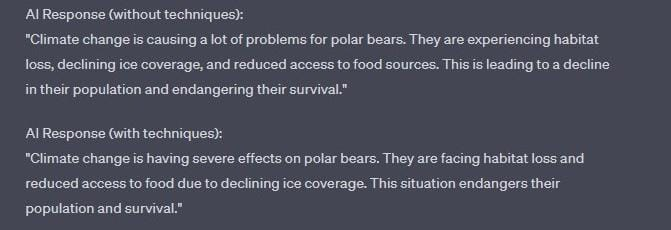 AI Response (without techniques):
"Climate change is causing a lot of problems for polar bears. They are experiencing habitat
loss, declining ice coverage, and reduced access to food sources. This is leading to a decline
in their population and endangering their survival."
AI Response (with techniques):
"Climate change is having severe effects on polar bears. They are facing habitat loss and
reduced access to food due to declining ice coverage. This situation endangers their
population and survival."